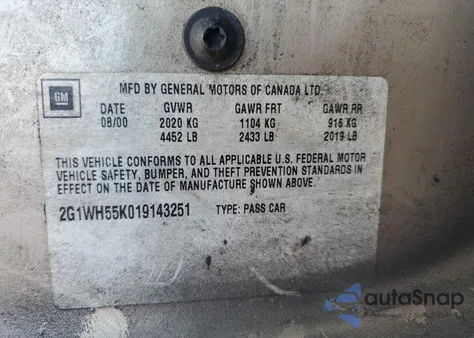 GM
MFD BY GENERAL MOTORS OF CANADA LTD.
DATE GVWR GAWR FRT GAWR RR
08/00 2020 KG 1104 KG 916 KG
4452 LB 2433 LB 2019 LB
THIS VEHICLE CONFORMS TO ALL APPLICABLE U.S. FEDERAL MOTOR
VEHICLE SAFETY, BUMPER, AND THEFT PREVENTION STANDARDS IN
EFFECT ON THE DATE OF MANUFACTURE SHOWN ABOVE.
2G1WH55K019143251 TYPE: PASS CAR
autoSnap